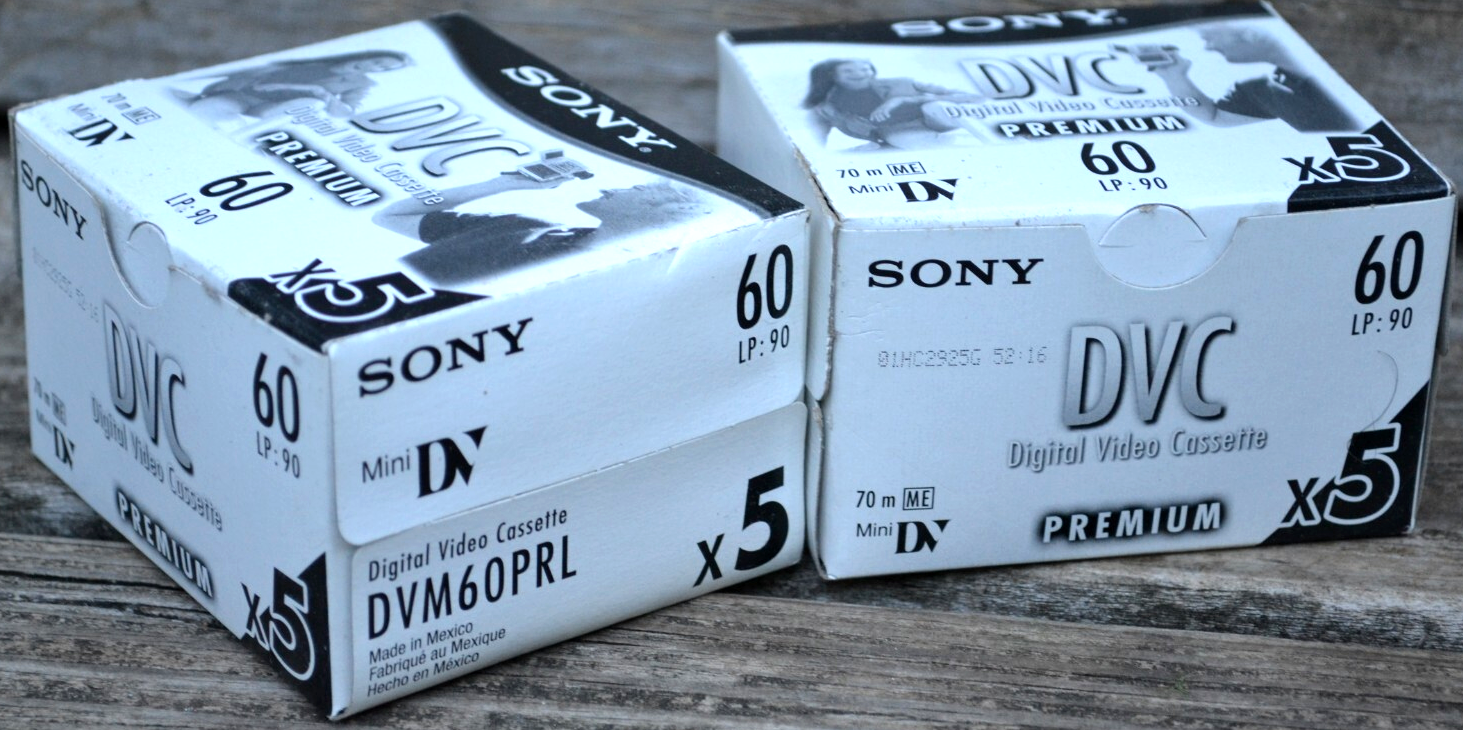 SONY
DVC
Digital Video Cassette
PREMIUM
70 m ME
Mini DV
60
LP: 90
x5
SONY
DVC
Digital Video Cassette
PREMIUM
70 m ME
Mini DV
60
LP: 90
x5
SONY
60
LP: 90
Mini DV
Digital Video Cassette
DVM60PRL
x5
Made in Mexico
Fabriqué au Mexique
Hecho en México
SONY
DVC
Digital Video Cassette
PREMIUM
70 m ME
Mini DV
60
LP: 90
x5
SONY
60
LP: 90
01HC2925G 52:16
DVC
Digital Video Cassette
70 m ME
Mini DV
PREMIUM
x5